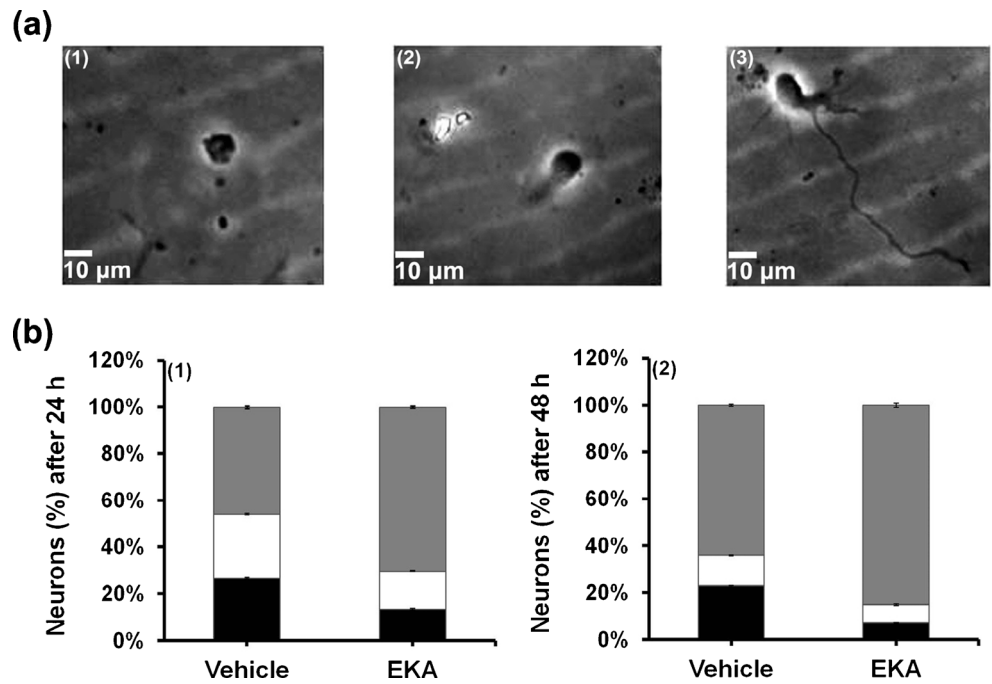 (a)
(1)
10 µm
(2)
10 µm
(3)
10 µm
(b)
Neurons (%) after 24 h
120%
100%
80%
60%
40%
20%
0%
(1)
Vehicle
EKA
Neurons (%) after 48 h
120%
100%
80%
60%
40%
20%
0%
(2)
Vehicle
EKA